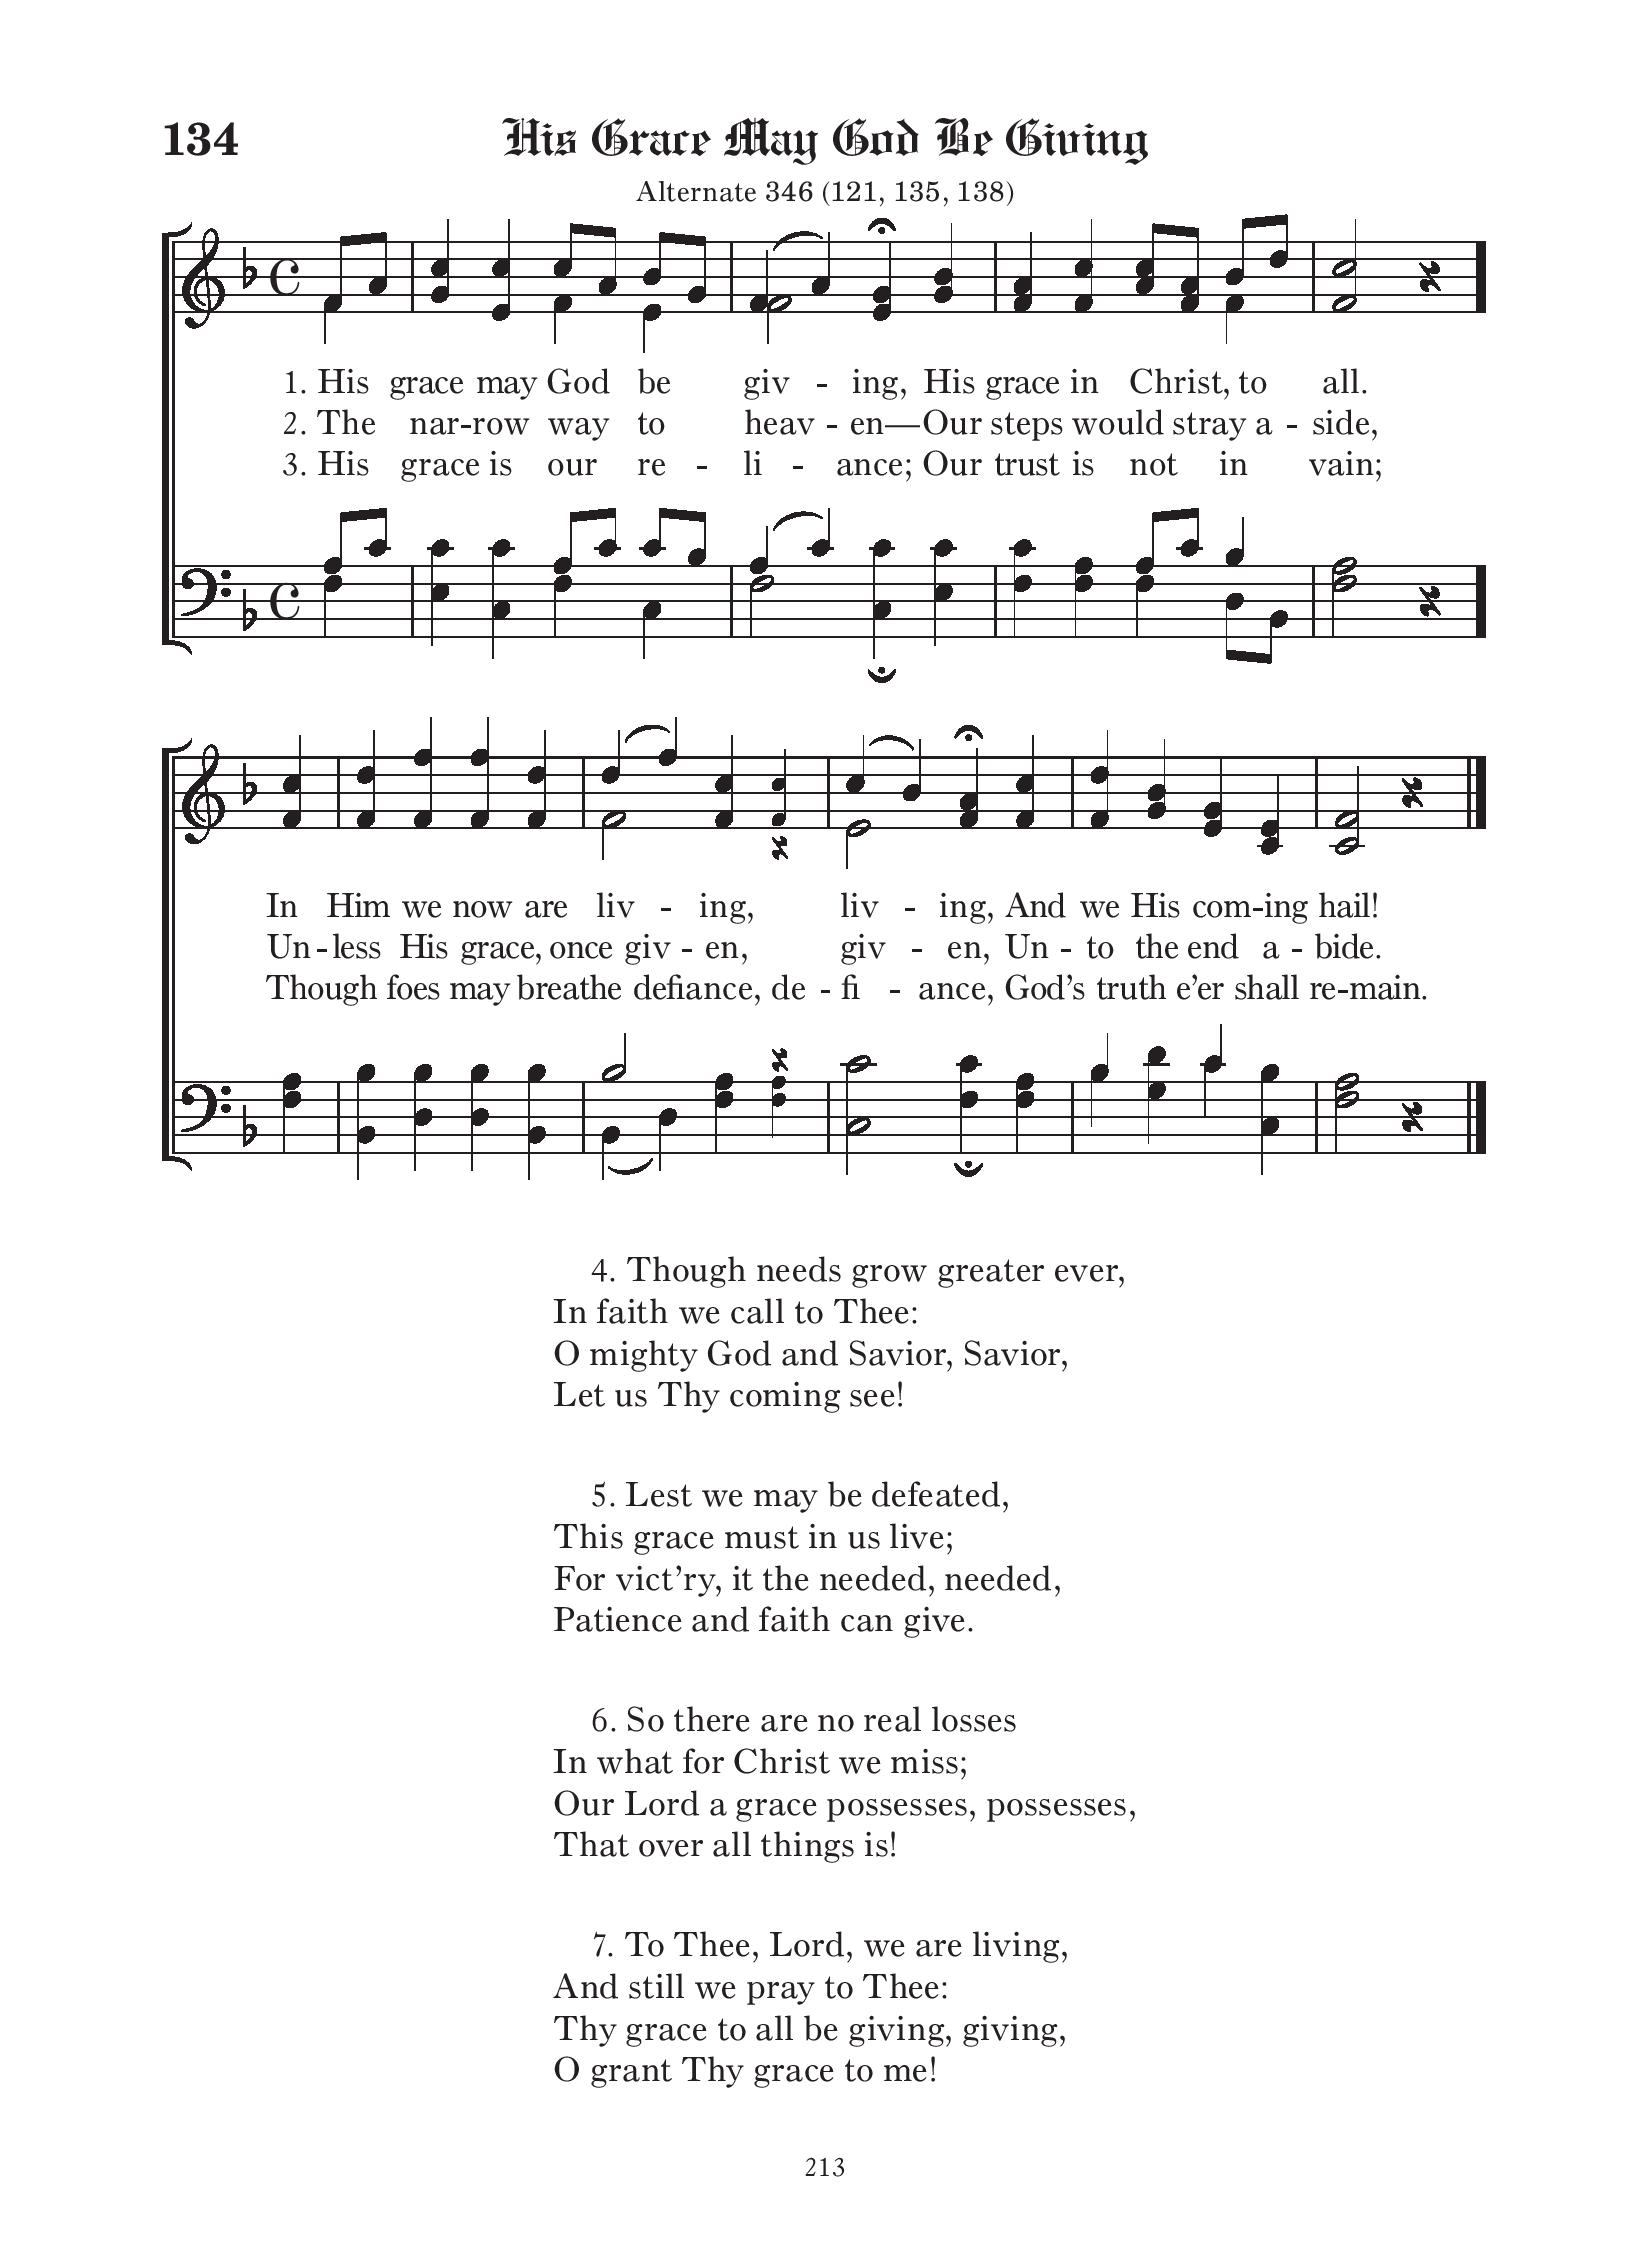 134
His Grace May God Be Giving
Alternate 346 (121, 135, 138)
1. His grace may God be giv - ing, His grace in Christ, to all.
2. The nar-row way to heav - en—Our steps would stray a - side,
3. His grace is our re - li - ance; Our trust is not in vain;
In Him we now are liv - ing, liv - ing, And we His com-ing hail!
Un - less His grace, once giv - en, giv - en, Un - to the end a - bide.
Though foes may breathe defiance, de - fi - ance, God's truth e'er shall re-main.
4. Though needs grow greater ever,
In faith we call to Thee:
O mighty God and Savior, Savior,
Let us Thy coming see!
5. Lest we may be defeated,
This grace must in us live;
For vict'ry, it the needed, needed,
Patience and faith can give.
6. So there are no real losses
In what for Christ we miss;
Our Lord a grace possesses, possesses,
That over all things is!
7. To Thee, Lord, we are living,
And still we pray to Thee:
Thy grace to all be giving, giving,
O grant Thy grace to me!
213